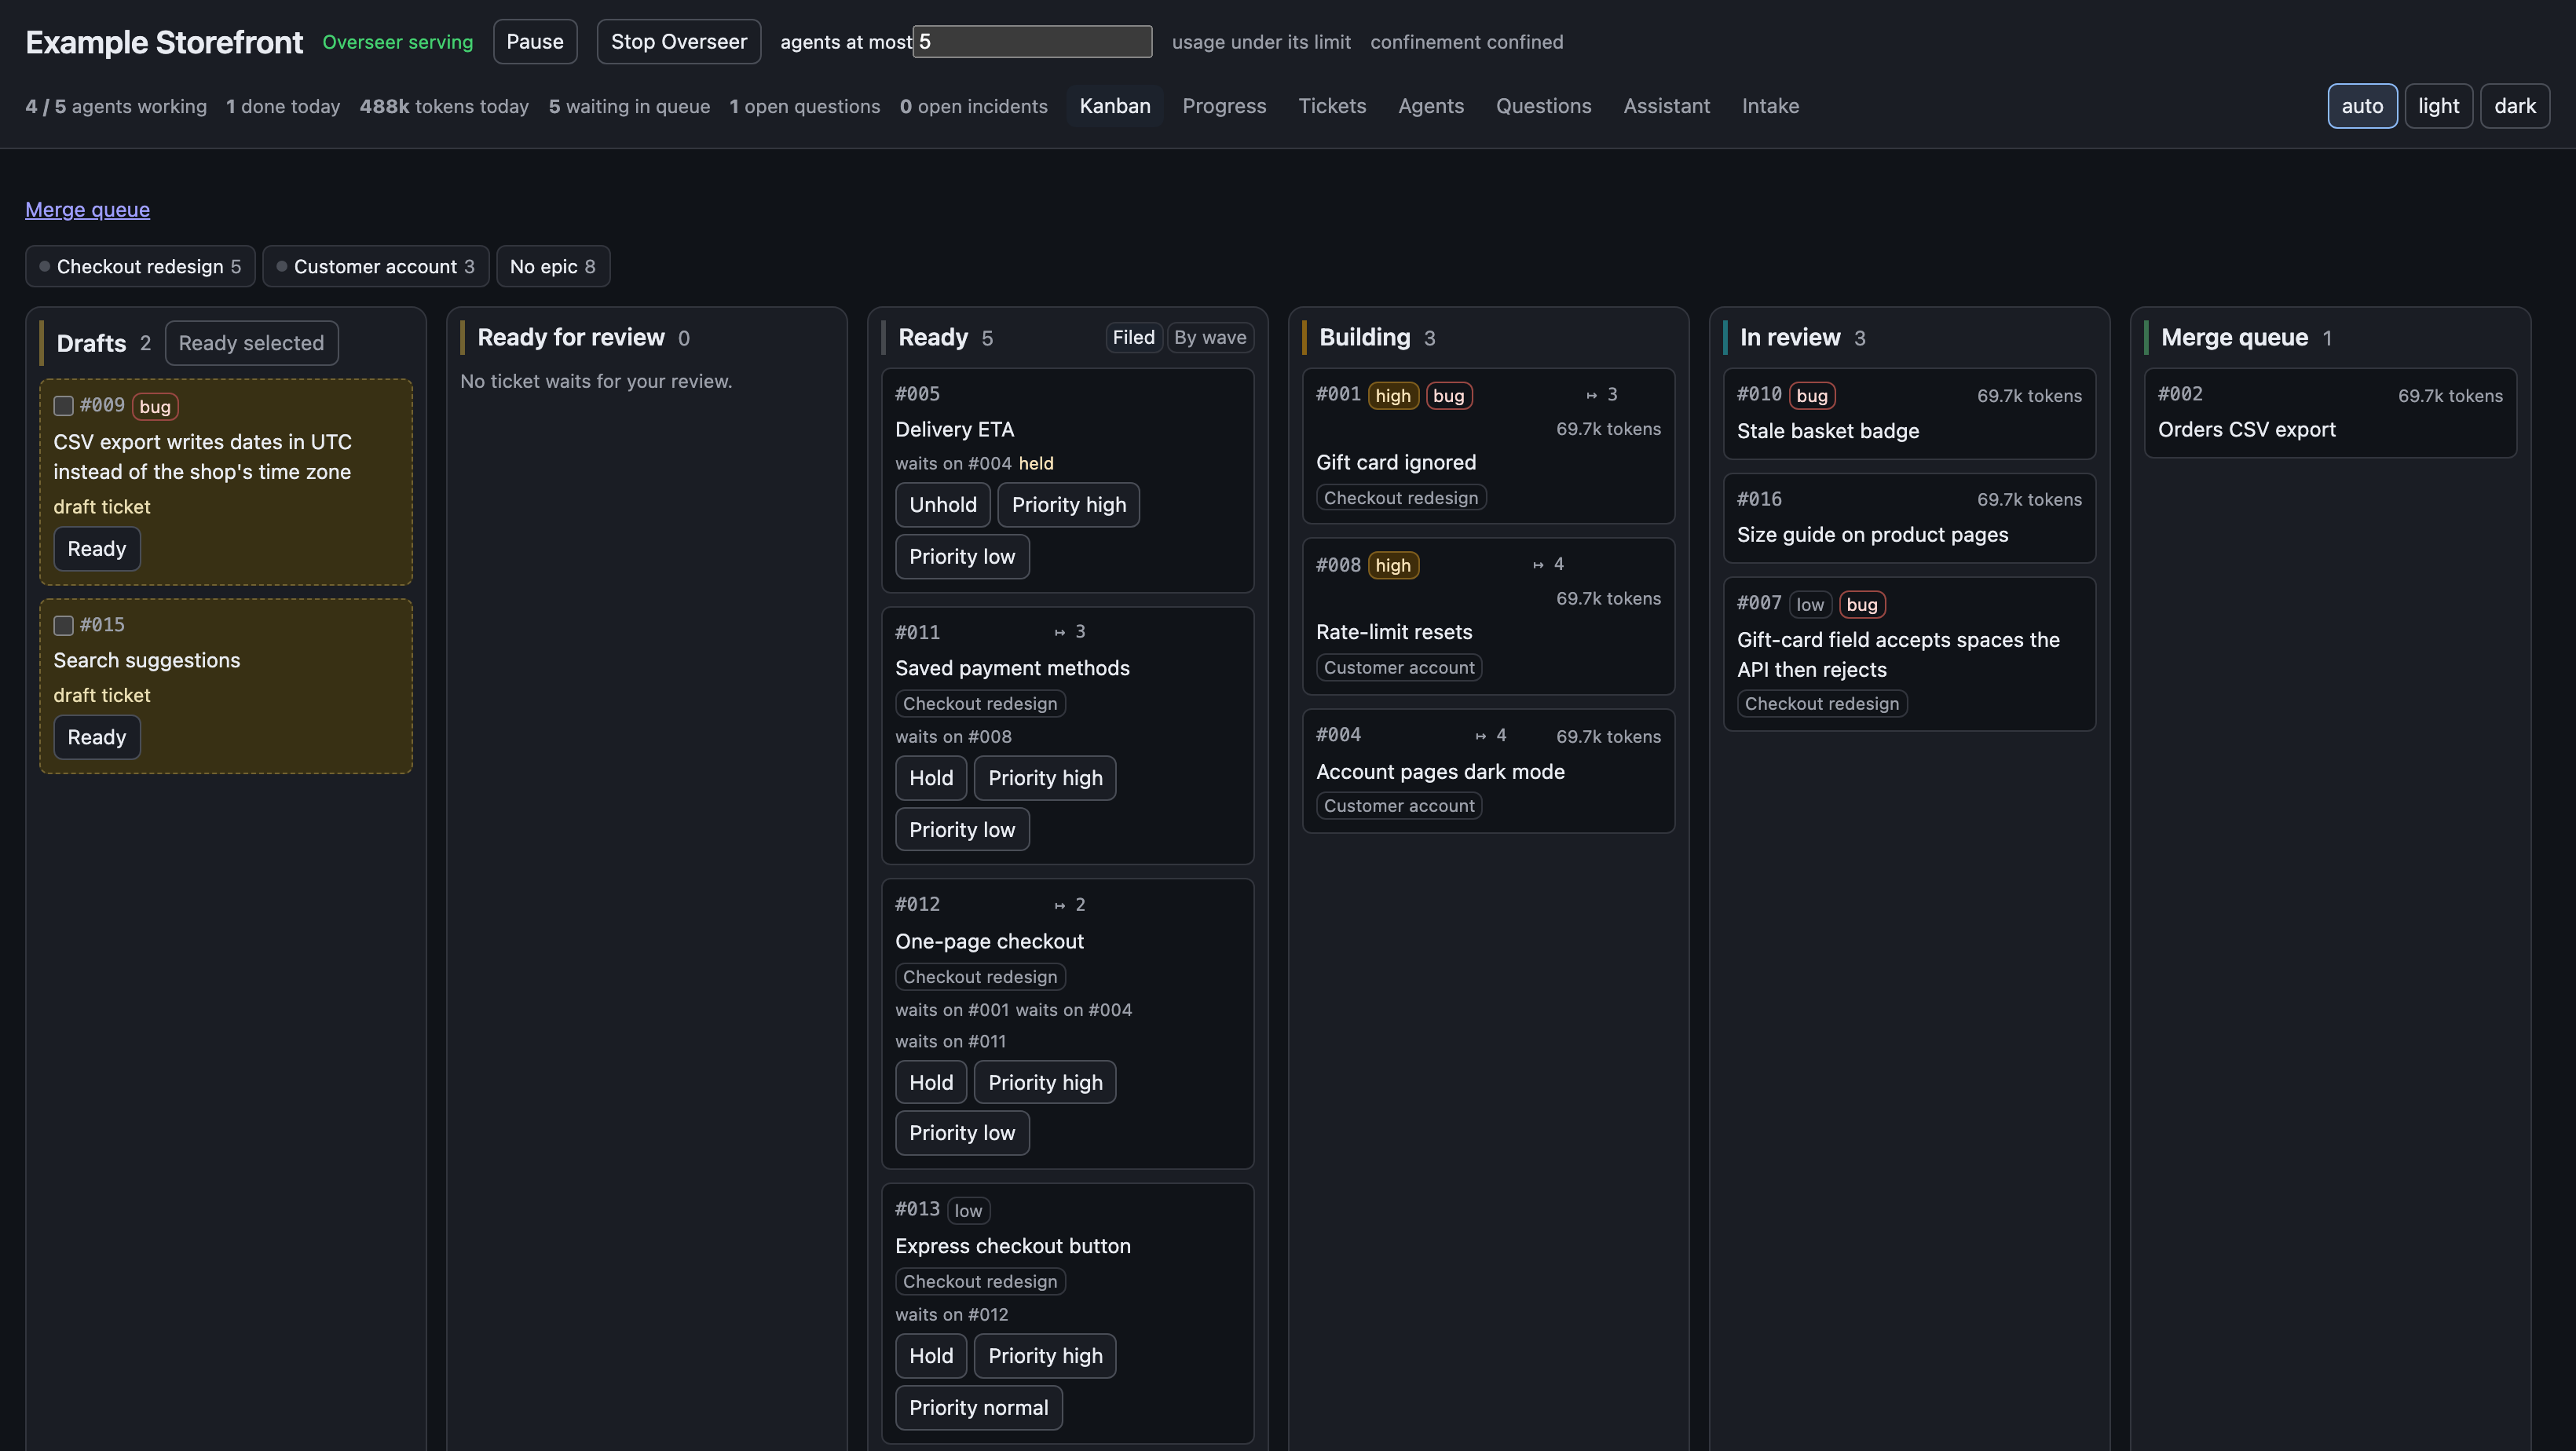 Example Storefront Overseer serving Pause Stop Overseer agents at most 5 usage under its limit confinement confined
4 / 5 agents working 1 done today 488k tokens today 5 waiting in queue 1 open questions 0 open incidents Kanban Progress Tickets Agents Questions Assistant Intake auto light dark
Merge queue
Checkout redesign 5 Customer account 3 No epic 8
Drafts 2 Ready selected
#009 bug
CSV export writes dates in UTC
instead of the shop's time zone
draft ticket
Ready
#015
Search suggestions
draft ticket
Ready
Ready for review 0
No ticket waits for your review.
Ready 5 Filed By wave
#005
Delivery ETA
waits on #004 held
Unhold Priority high
Priority low
#011 ↦ 3
Saved payment methods
Checkout redesign
waits on #008
Hold Priority high
Priority low
#012 ↦ 2
One-page checkout
Checkout redesign
waits on #001 waits on #004
waits on #011
Hold Priority high
Priority low
#013 low
Express checkout button
Checkout redesign
waits on #012
Hold Priority high
Priority normal
Building 3
#001 high bug ↦ 3
69.7k tokens
Gift card ignored
Checkout redesign
#008 high ↦ 4
69.7k tokens
Rate-limit resets
Customer account
#004 ↦ 4 69.7k tokens
Account pages dark mode
Customer account
In review 3
#010 bug 69.7k tokens
Stale basket badge
#016 69.7k tokens
Size guide on product pages
#007 low bug
Gift-card field accepts spaces the
API then rejects
Checkout redesign
Merge queue 1
#002 69.7k tokens
Orders CSV export